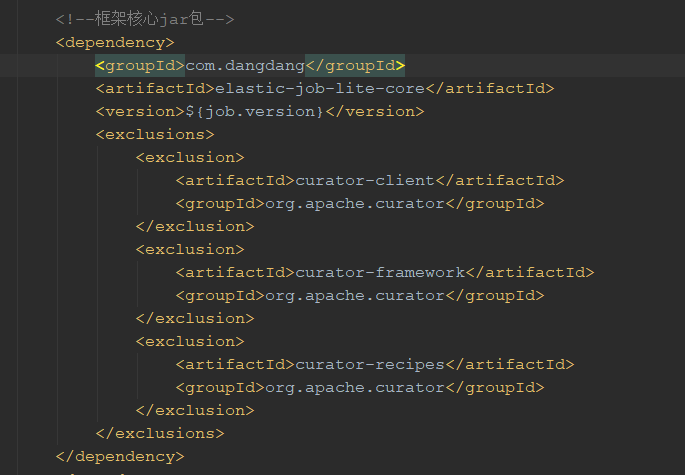 <!--框架核心jar包-->
<dependency>
<groupId>com.dangdang</groupId>
<artifactId>elastic-job-lite-core</artifactId>
<version>${job.version}</version>
<exclusions>
<exclusion>
<artifactId>curator-client</artifactId>
<groupId>org.apache.curator</groupId>
</exclusion>
<exclusion>
<artifactId>curator-framework</artifactId>
<groupId>org.apache.curator</groupId>
</exclusion>
<exclusion>
<artifactId>curator-recipes</artifactId>
<groupId>org.apache.curator</groupId>
</exclusion>
</exclusions>
</dependency>